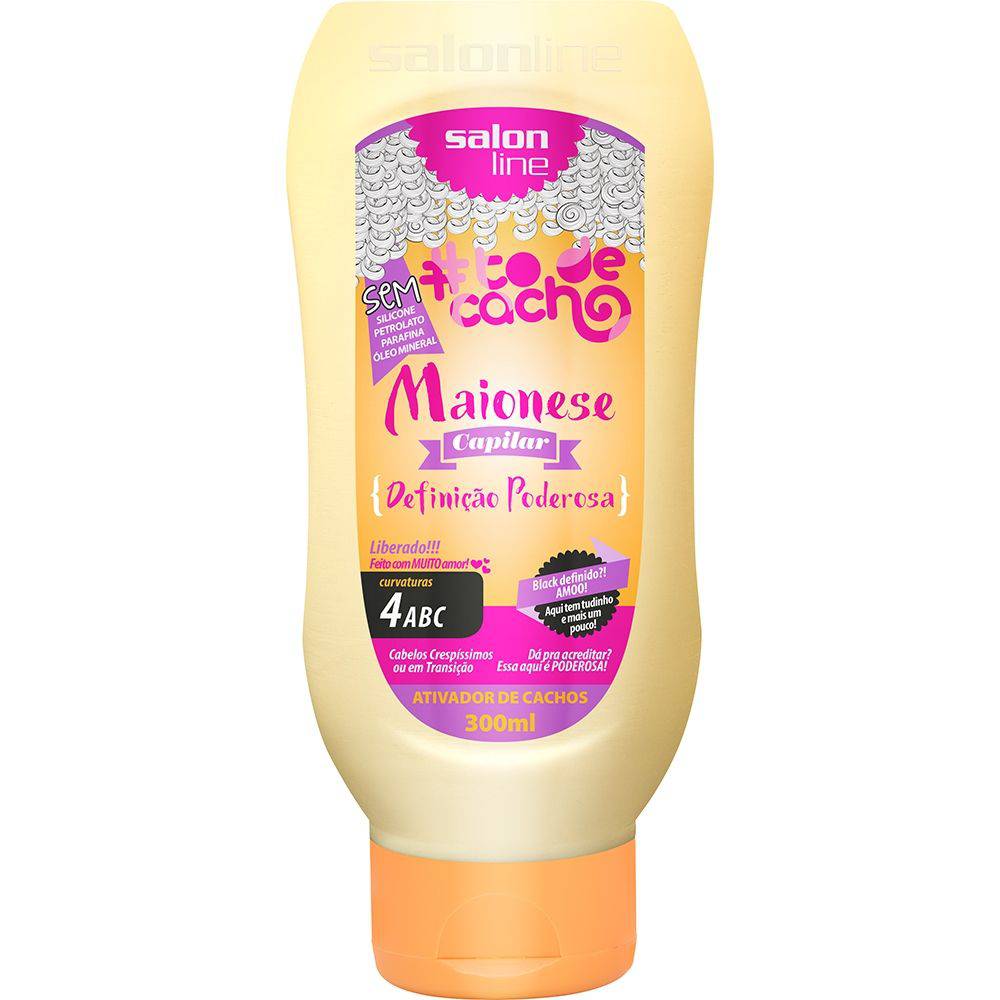 salonline
salon
line
#to de
cacho
SEM
SILICONE
PETROLATO
PARAFINA
ÓLEO MINERAL
Maionese
Capilar
{Definição Poderosa}
Liberado!!!
Feito com MUITO amor!
curvaturas
4ABC
Black definido?!
AMOO!
Aqui tem tudinho
e mais um
pouco!
Cabelos Crespíssimos
ou em Transição
Dá pra acreditar?
Essa aqui é PODEROSA!
ATIVADOR DE CACHOS
300ml